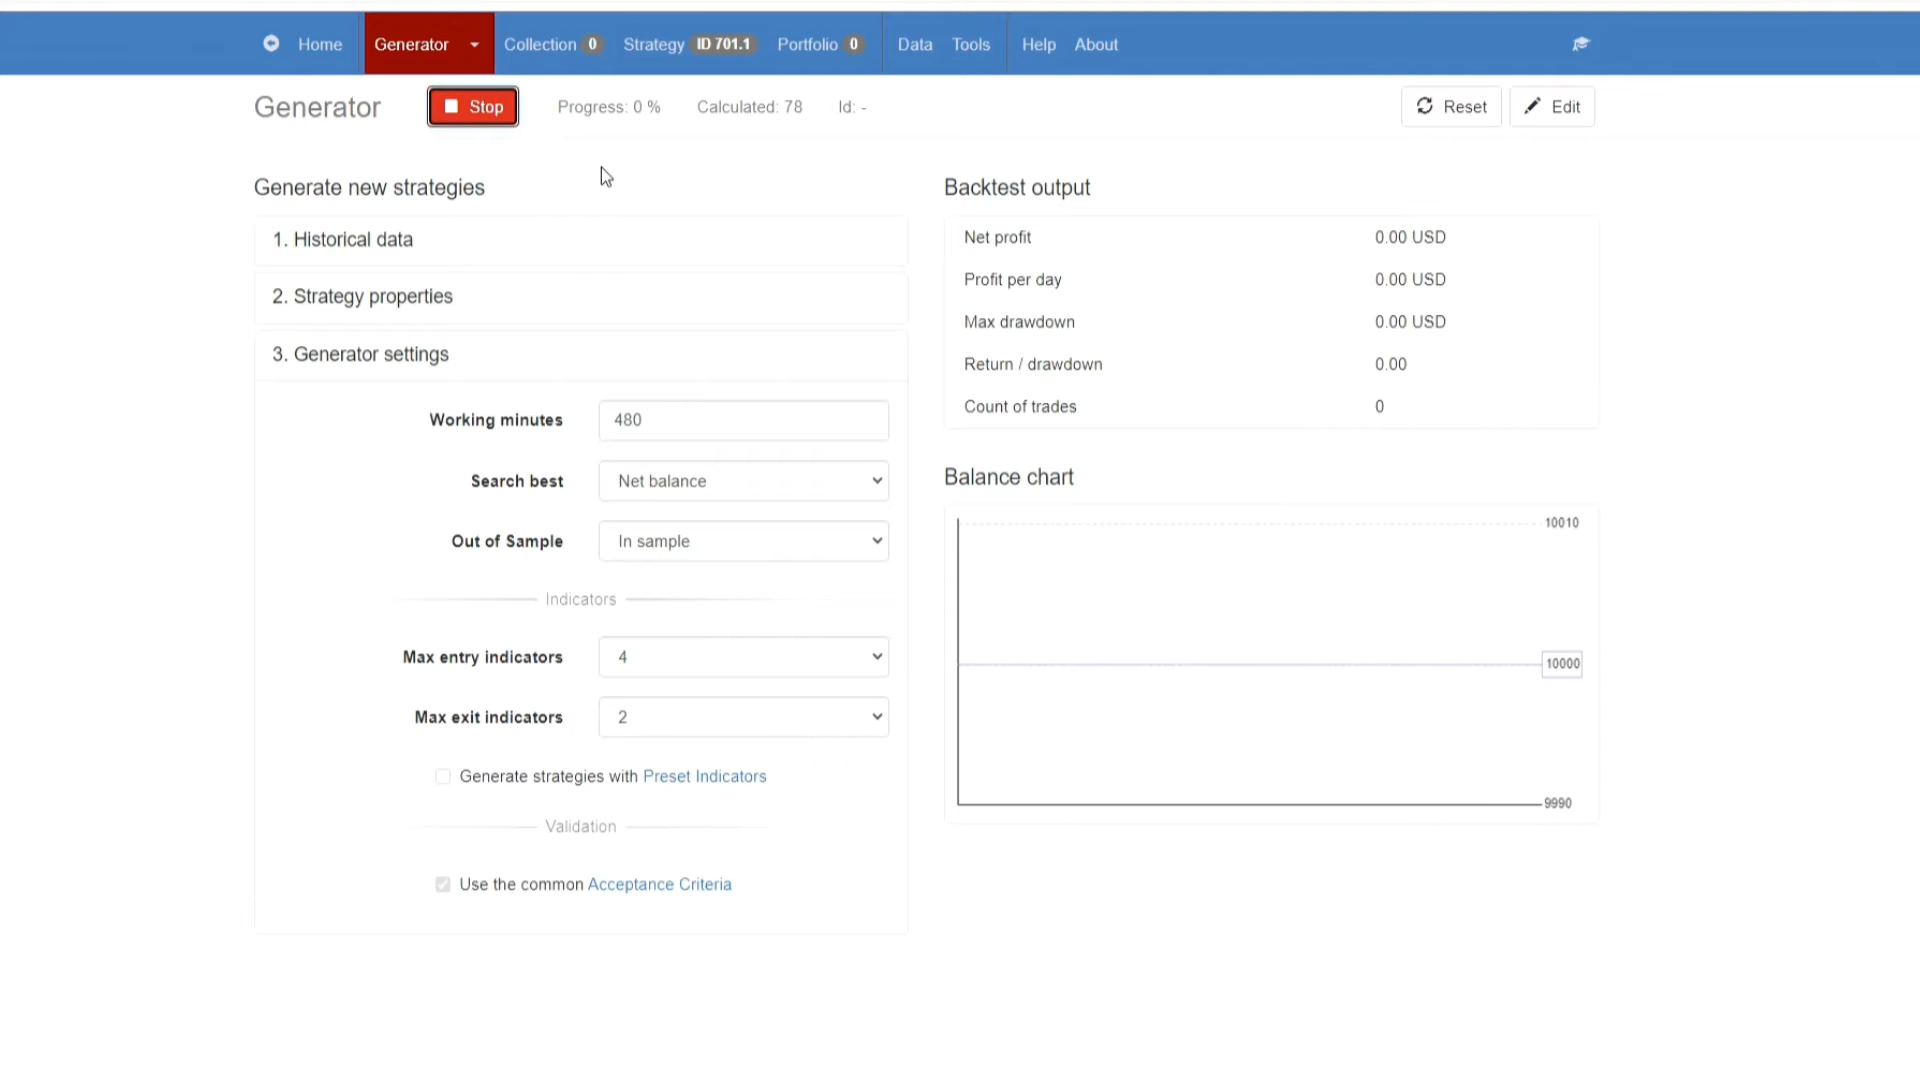 Home Generator Collection 0 Strategy ID 701.1 Portfolio 0 Data Tools Help About
Generator Stop Progress: 0 % Calculated: 78 Id: - Reset Edit
Generate new strategies
1. Historical data
2. Strategy properties
3. Generator settings
Working minutes 480
Search best Net balance
Out of Sample In sample
Indicators
Max entry indicators 4
Max exit indicators 2
Generate strategies with Preset Indicators
Validation
Use the common Acceptance Criteria
Backtest output
Net profit 0.00 USD
Profit per day 0.00 USD
Max drawdown 0.00 USD
Return / drawdown 0.00
Count of trades 0
Balance chart
10010
10000
9990